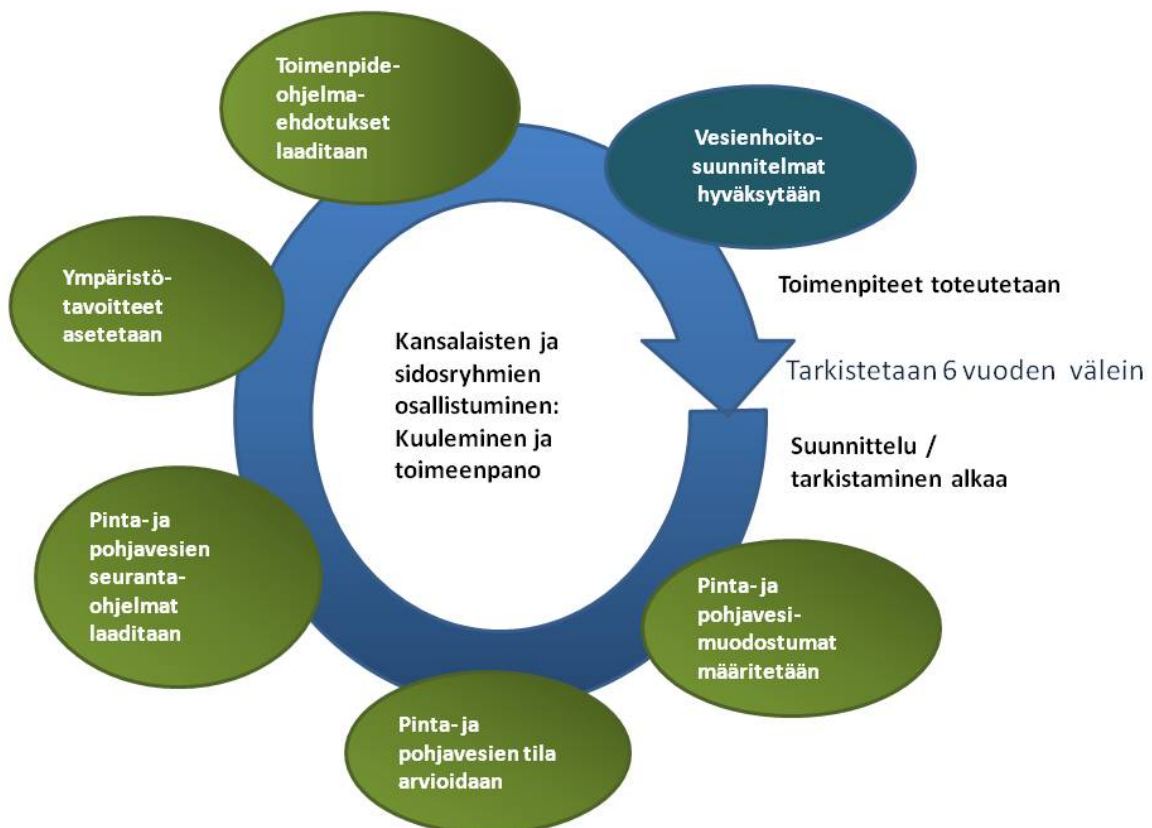 Toimenpide-
ohjelma-
ehdotukset
laaditaan
Vesienhoito-
suunnitelmat
hyväksytään
Ympäristö-
tavoitteet
asetetaan
Toimenpiteet toteutetaan
Kansalaisten ja
sidosryhmien
osallistuminen:
Kuuleminen ja
toimeenpano
Tarkistetaan 6 vuoden välein
Suunnittelu /
tarkistaminen alkaa
Pinta- ja
pohjavesien
seuranta-
ohjelmat
laaditaan
Pinta- ja
pohjavesi-
muodostumat
määritetään
Pinta- ja
pohjavesien tila
arvioidaan